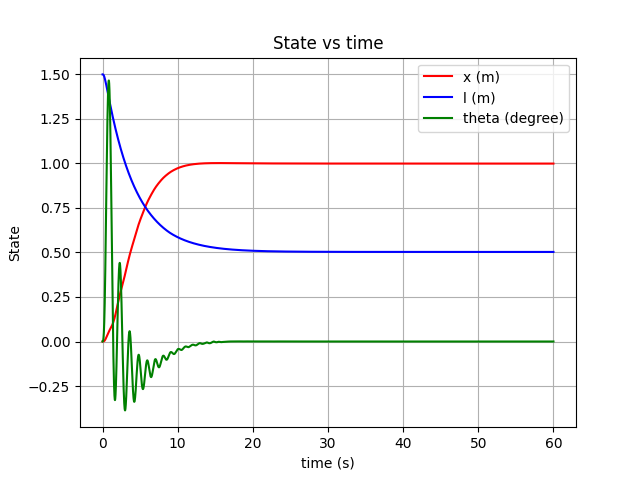 State vs time
x (m)
l (m)
theta (degree)
1.50
1.25
1.00
0.75
0.50
0.25
0.00
−0.25
State
0 10 20 30 40 50 60
time (s)